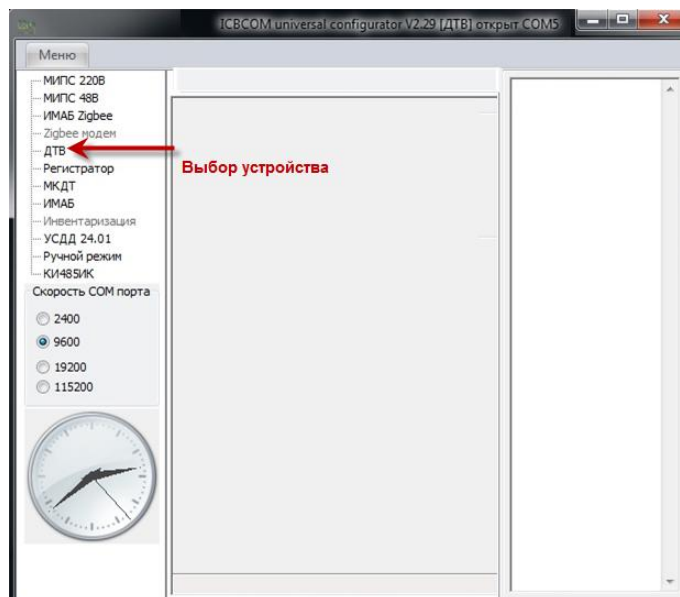 ICBCOM universal configurator V2.29 [ДТВ] открыт COM5
Меню
МИПС 220В
МИПС 48В
ИМАБ Zigbee
Zigbee модем
ДТВ
Выбор устройства
Регистратор
МКДТ
ИМАБ
Инвентаризация
УСДД 24.01
Ручной режим
КИ485ИК
Скорость COM порта
2400
9600
19200
115200